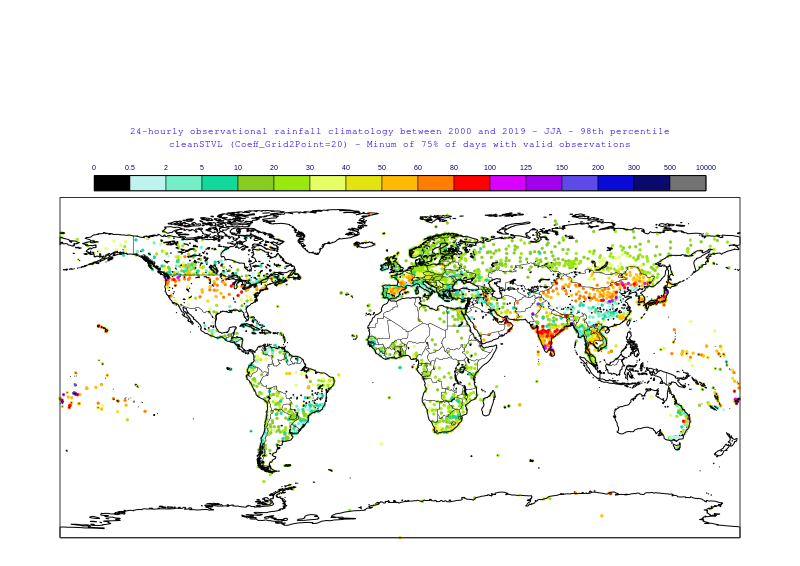 24-hourly observational rainfall climatology between 2000 and 2019 - JJA - 98th percentile
cleanSTVL (Coeff_Grid2Point=20) - Minum of 75% of days with valid observations
0 0.5 2 5 10 20 30 40 50 60 80 100 125 150 200 300 500 10000